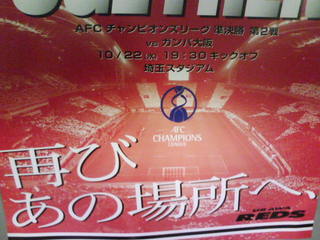 AFC チャンピオンズリーグ 準決勝 第2戦
vs ガンバ大阪
10/22(水) 19:30 キックオフ
埼玉スタジアム
AFC
CHAMPIONS
LEAGUE
再び
あの場所へ、
URAWA
REDS